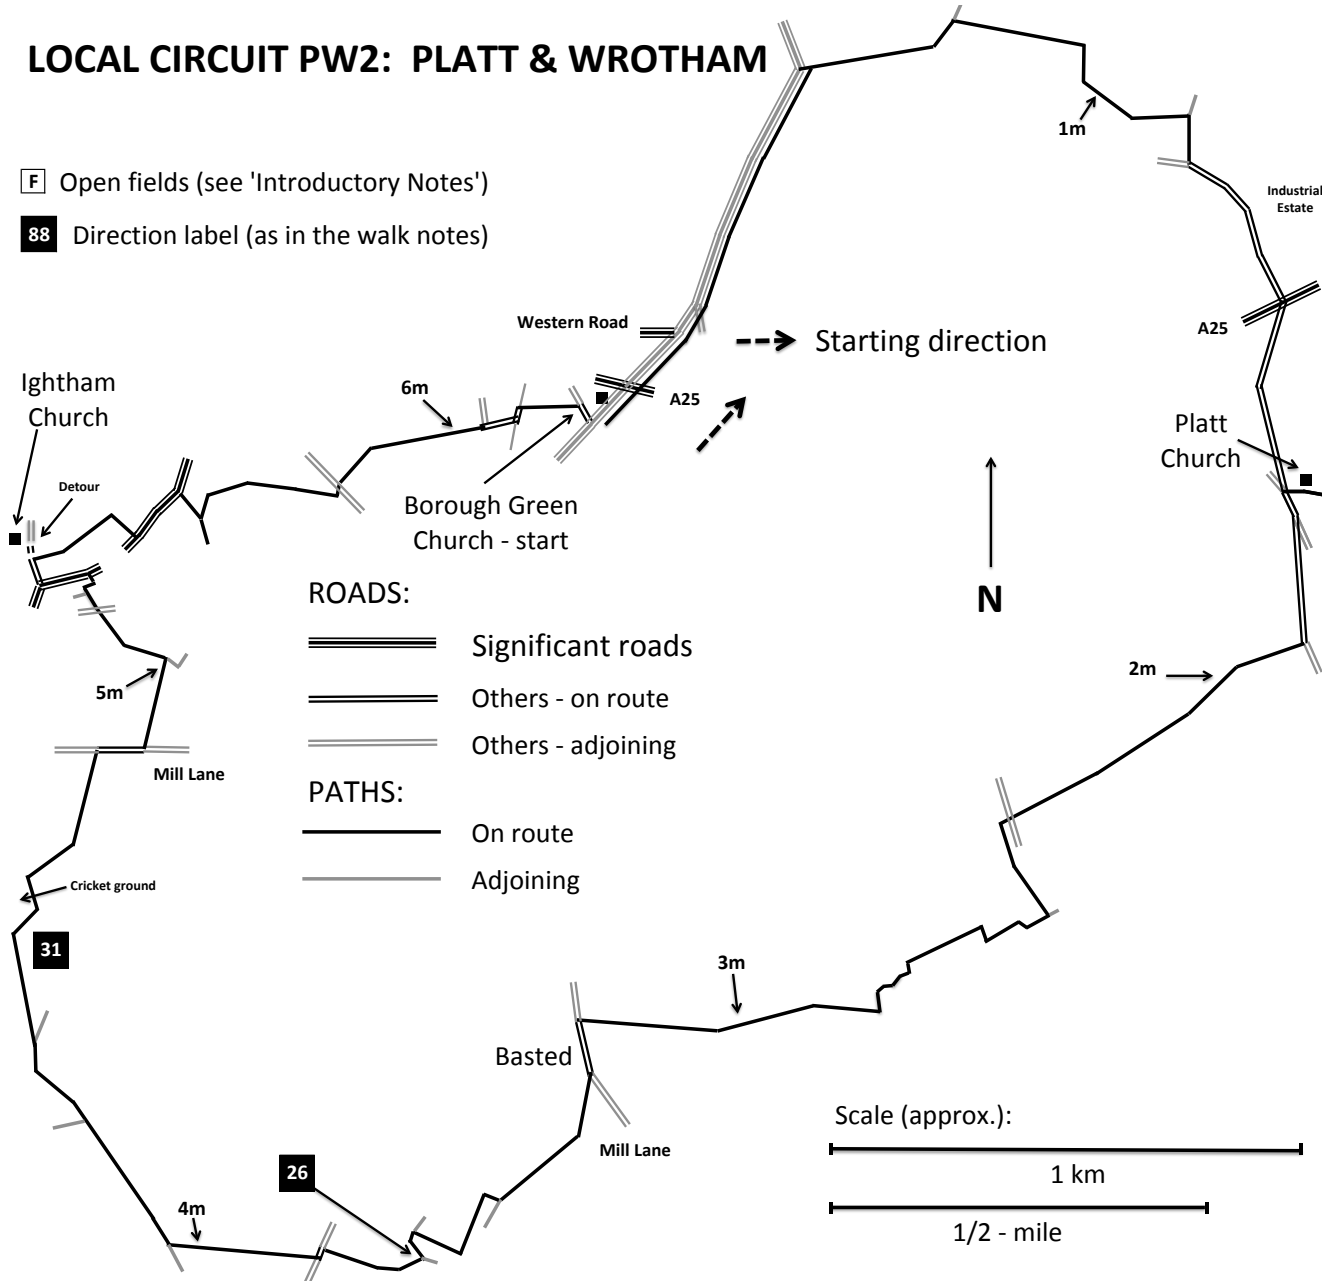 LOCAL CIRCUIT PW2: PLATT & WROTHAM
F Open fields (see 'Introductory Notes')
88 Direction label (as in the walk notes)
1m
Industrial
Estate
Western Road
Starting direction
A25
Ightham
Church
6m
A25
Platt
Church
Detour
Borough Green
Church - start
N
ROADS:
Significant roads
Others - on route
Others - adjoining
PATHS:
On route
Adjoining
2m
5m
Mill Lane
Cricket ground
31
3m
Basted
Mill Lane
26
4m
Scale (approx.):
1 km
1/2 - mile